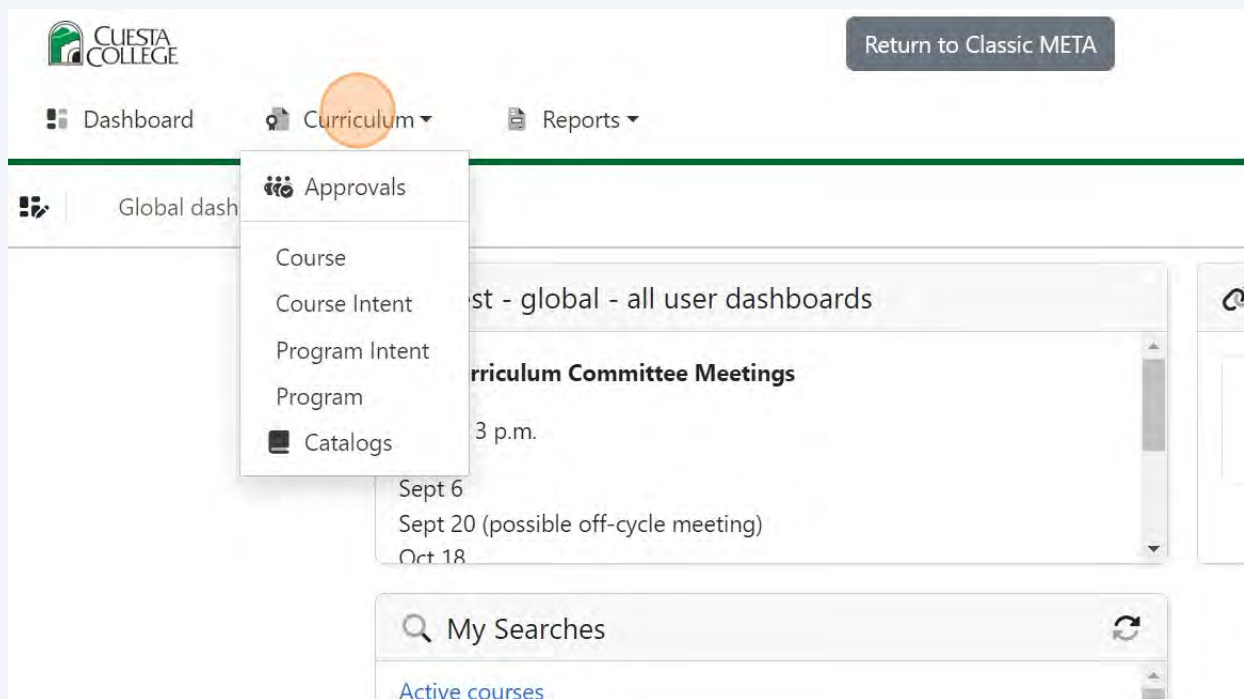 CUESTA
COLLEGE
Return to Classic META
Dashboard
Curriculum
Reports
Approvals
Global dash
Course
Course Intent
Program Intent
Program
Catalogs
st - global - all user dashboards
rriculum Committee Meetings
3 p.m.
Sept 6
Sept 20 (possible off-cycle meeting)
Oct 18
My Searches
Active courses